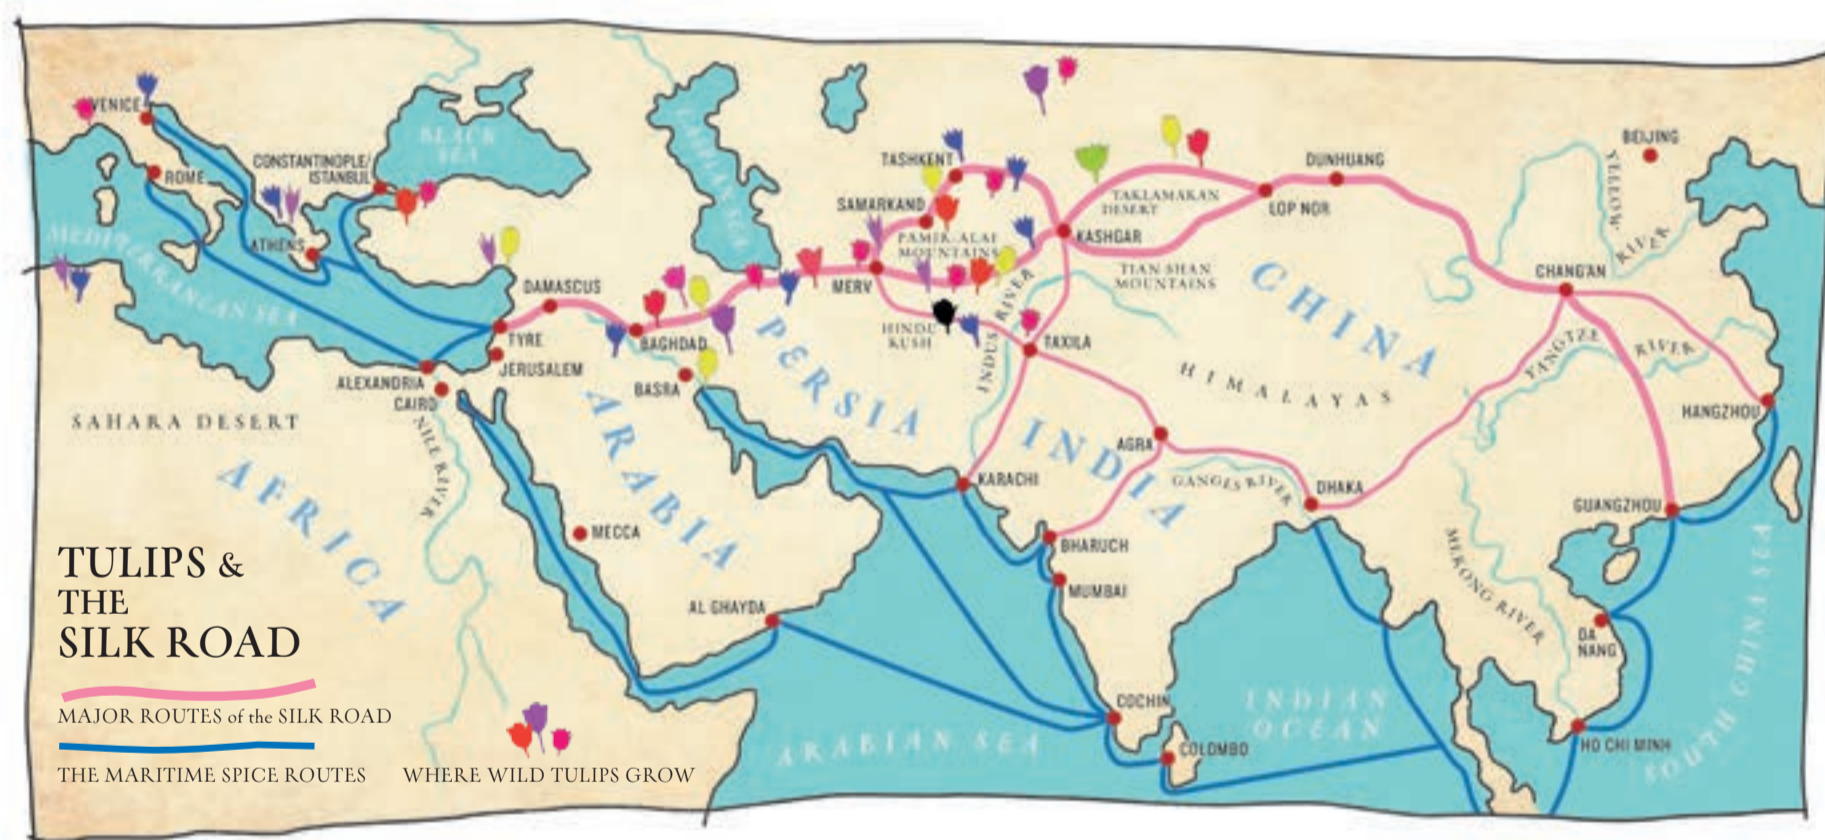 VENICE
ROME
CONSTANTINOPLE/
ISTANBUL
BLACK
SEA
CASPIAN SEA
ATHENS
MEDITERRANEAN SEA
TASHKENT
SAMARKAND
PAMIR-ALAI
MOUNTAINS
MERV
KASHGAR
TAKLAMAKAN
DESERT
TIAN SHAN
MOUNTAINS
LOP NOR
DUNHUANG
BEIJING
YELLOW
RIVER
CHANG'AN
CHINA
DAMASCUS
TYRE
JERUSALEM
ALEXANDRIA
CAIRO
BAGHDAD
BASRA
PERSIA
HINDU
KUSH
INDUS RIVER
TAXILA
HIMALAYAS
YANGTZE
RIVER
HANGZHOU
SAHARA DESERT
NILE RIVER
AFRICA
ARABIA
MECCA
AL GHAYDA
KARACHI
INDIA
AGRA
GANGES RIVER
DHAKA
BHARUCH
MUMBAI
GUANGZHOU
MEKONG RIVER
DA
NANG
HO CHI MINH
SOUTH CHINA SEA
COCHIN
COLOMBO
INDIAN
OCEAN
ARABIAN SEA
TULIPS &
THE
SILK ROAD
MAJOR ROUTES of the SILK ROAD
THE MARITIME SPICE ROUTES
WHERE WILD TULIPS GROW